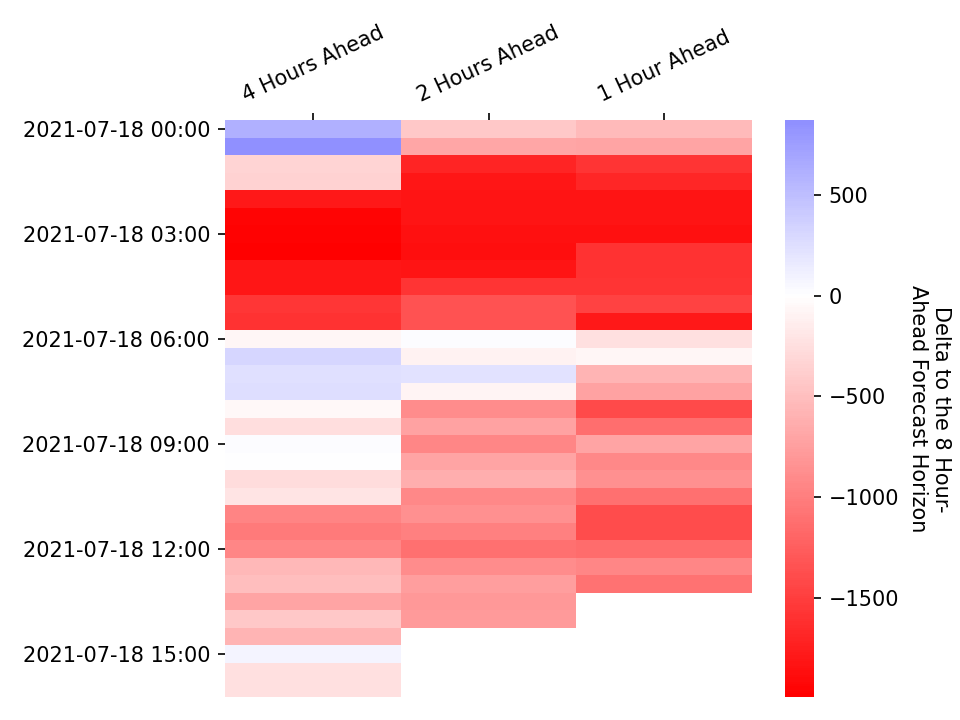 4 Hours Ahead
2 Hours Ahead
1 Hour Ahead
2021-07-18 00:00
2021-07-18 03:00
2021-07-18 06:00
2021-07-18 09:00
2021-07-18 12:00
2021-07-18 15:00
500
0
−500
−1000
−1500
Delta to the 8 Hour-
Ahead Forecast Horizon